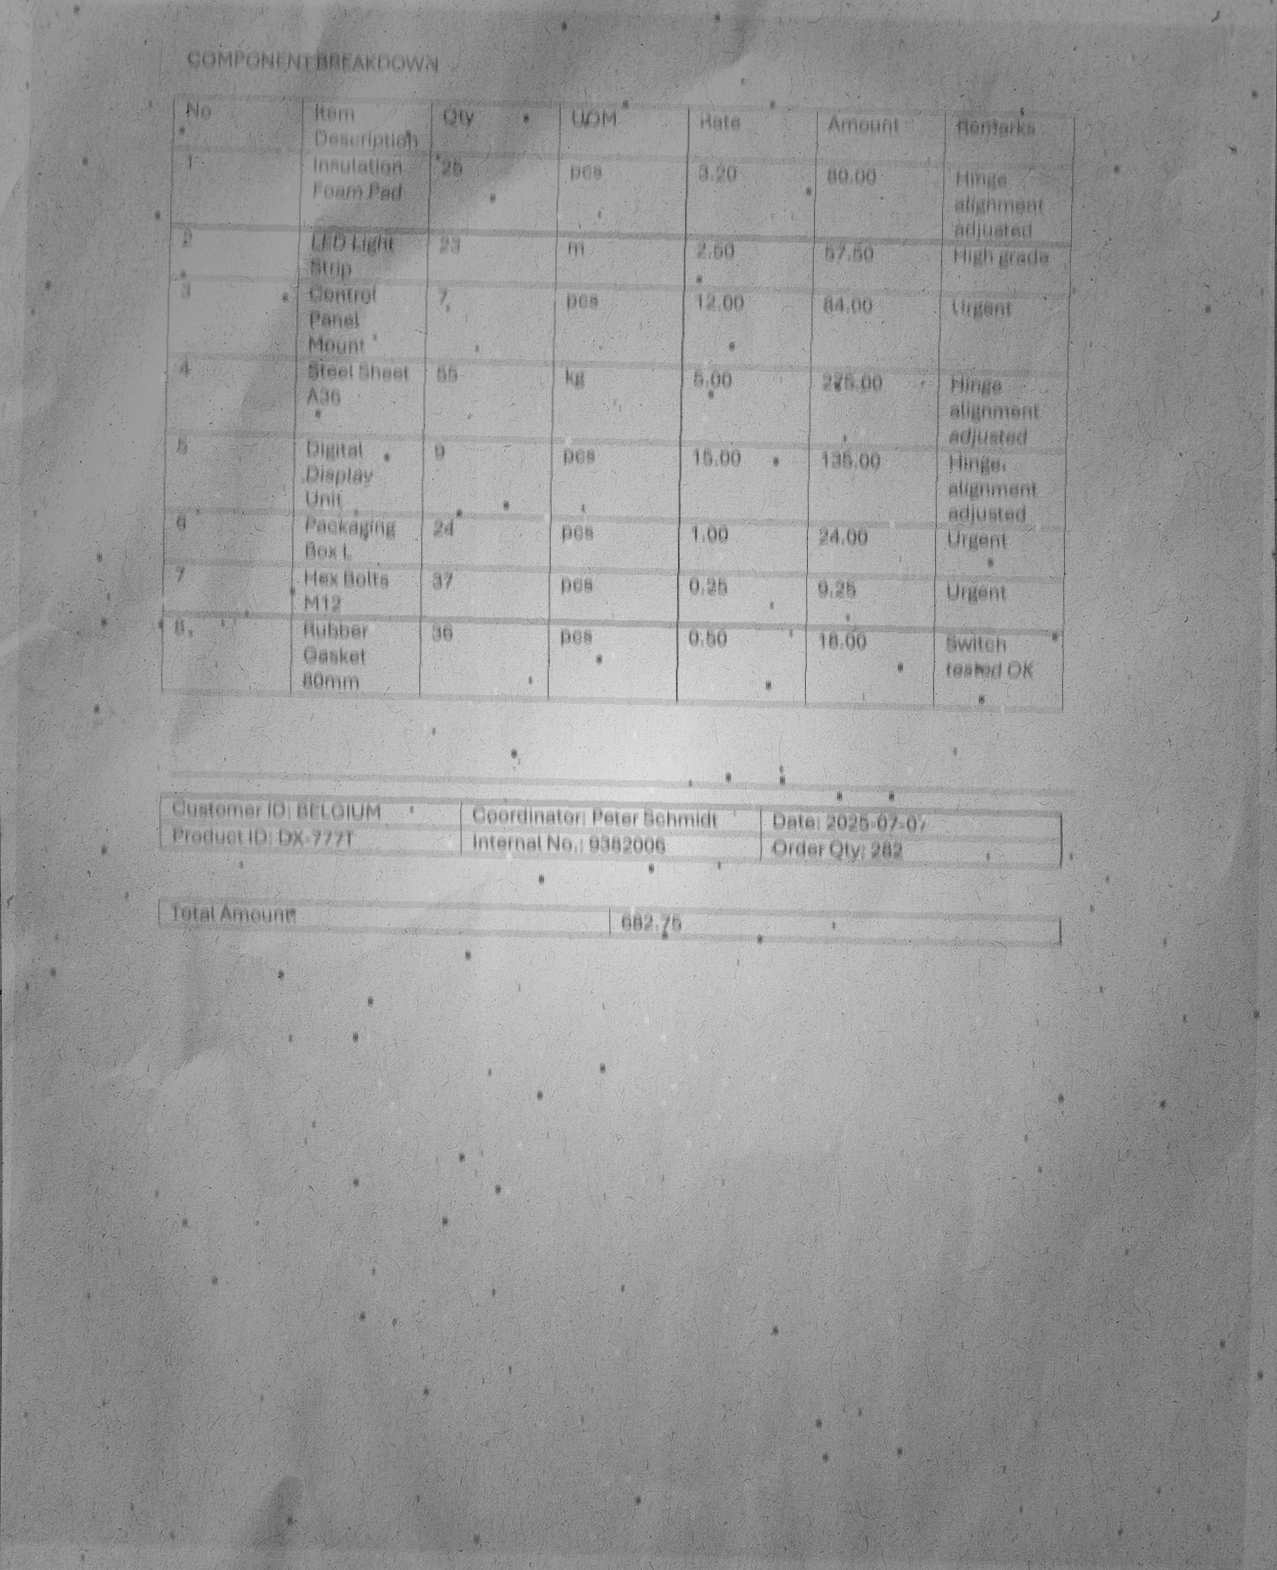 COMPONENT BREAKDOWN
No Item Description Qty UOM Rate Amount Remarks
1 Insulation Foam Pad 25 pcs 3.20 80.00 Hinge alignment adjusted
2 LED Light Strip 23 m 2.50 57.50 High grade
3 Control Panel Mount 7 pcs 12.00 84.00 Urgent
4 Steel Sheet A36 55 kg 5.00 275.00 Hinge alignment adjusted
5 Digital Display Unit 9 pcs 15.00 135.00 Hinge alignment adjusted
6 Packaging Box L 24 pcs 1.00 24.00 Urgent
7 Hex Bolts M12 37 pcs 0.25 9.25 Urgent
8 Rubber Gasket 80mm 36 pcs 0.50 18.00 Switch tested OK
Customer ID: BELGIUM Coordinator: Peter Schmidt Date: 2025-07-07
Product ID: DX-777T Internal No.: 9382006 Order Qty: 282
Total Amount: 682.75